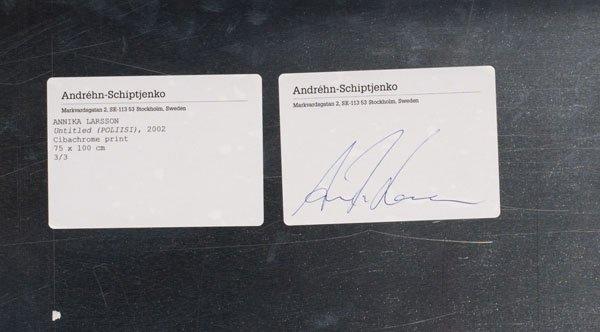 Andréhn-Schiptjenko
Markvardsgatan 2, SE-113 53 Stockholm, Sweden
ANNIKA LARSSON
Untitled (POLIISI), 2002
Cibachrome print
75 x 100 cm
3/3
Andréhn-Schiptjenko
Markvardsgatan 2, SE-113 53 Stockholm, Sweden